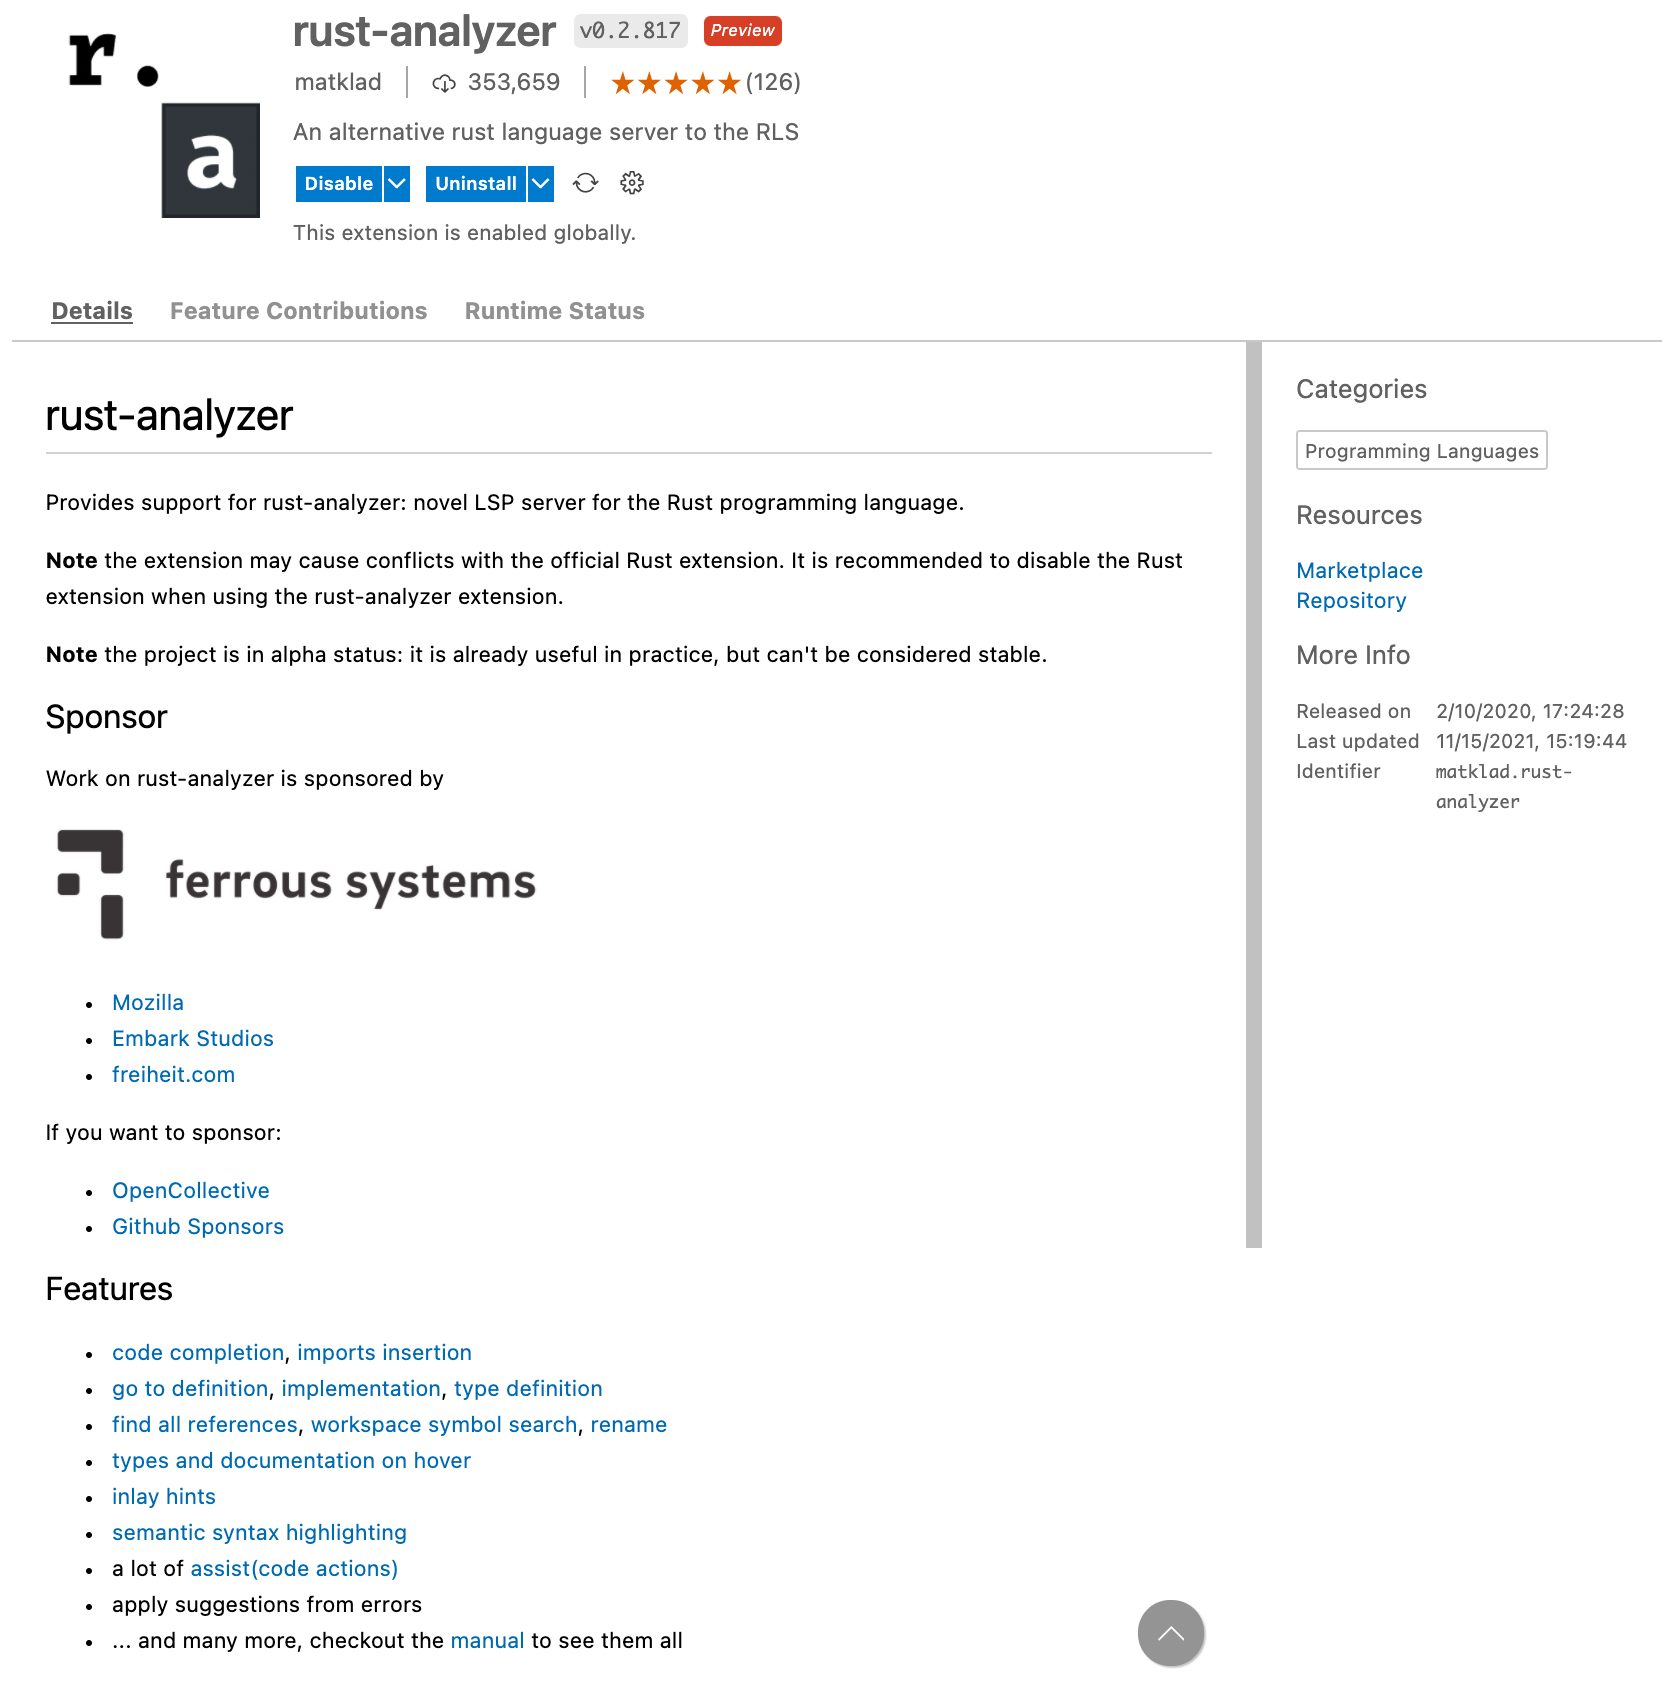 r.
a
rust-analyzer v0.2.817 Preview
matklad 353,659 (126)
An alternative rust language server to the RLS
Disable Uninstall
This extension is enabled globally.
Details Feature Contributions Runtime Status
rust-analyzer
Provides support for rust-analyzer: novel LSP server for the Rust programming language.
Note the extension may cause conflicts with the official Rust extension. It is recommended to disable the Rust
extension when using the rust-analyzer extension.
Note the project is in alpha status: it is already useful in practice, but can't be considered stable.
Sponsor
Work on rust-analyzer is sponsored by
ferrous systems
• Mozilla
• Embark Studios
• freiheit.com
If you want to sponsor:
• OpenCollective
• Github Sponsors
Features
• code completion, imports insertion
• go to definition, implementation, type definition
• find all references, workspace symbol search, rename
• types and documentation on hover
• inlay hints
• semantic syntax highlighting
• a lot of assist(code actions)
• apply suggestions from errors
• ... and many more, checkout the manual to see them all
Categories
Programming Languages
Resources
Marketplace
Repository
More Info
Released on 2/10/2020, 17:24:28
Last updated 11/15/2021, 15:19:44
Identifier matklad.rust-
analyzer